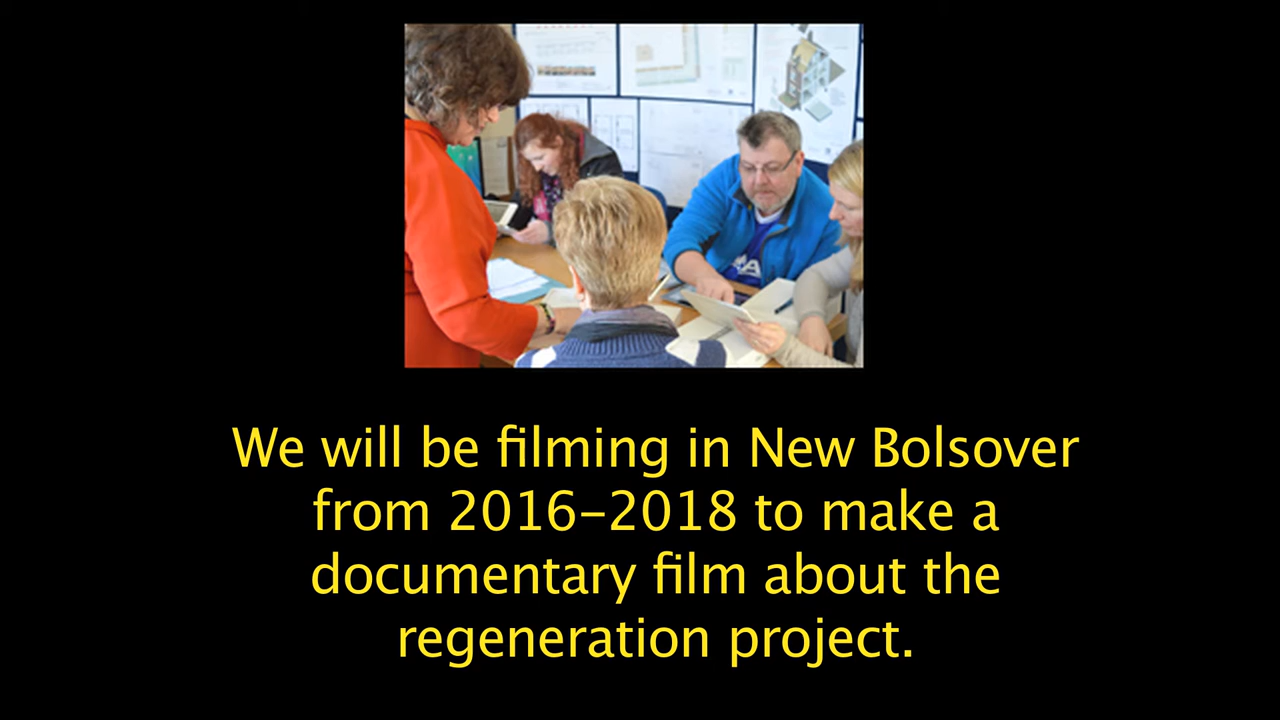 We will be filming in New Bolsover
from 2016-2018 to make a
documentary film about the
regeneration project.